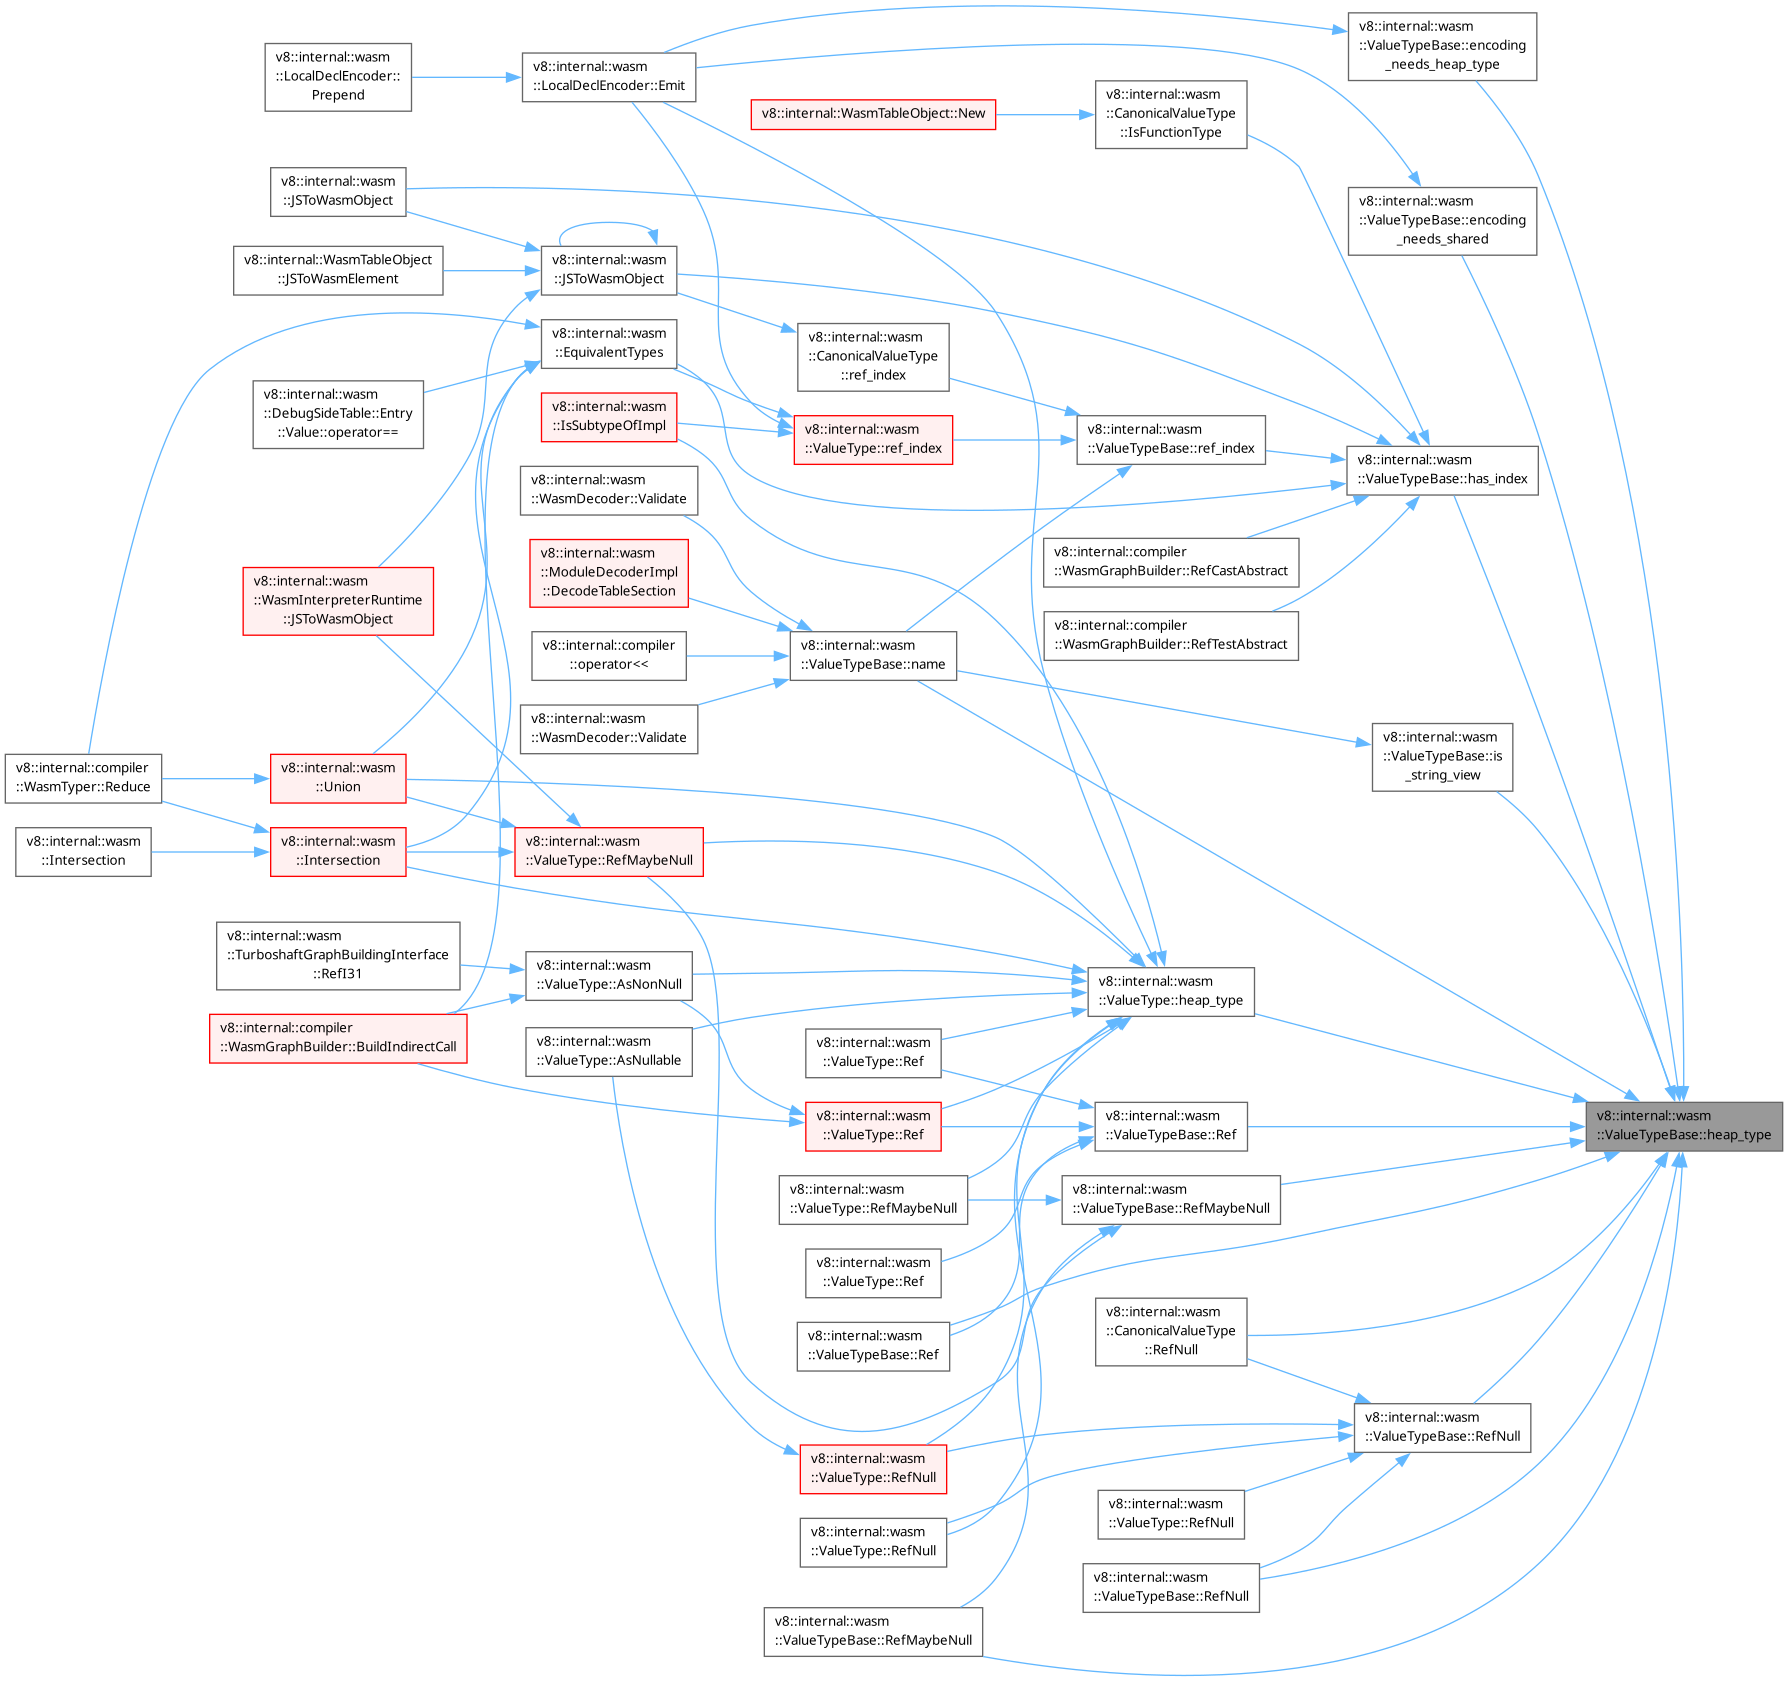 v8::internal::wasm
::LocalDeclEncoder::
Prepend
v8::internal::wasm
::LocalDeclEncoder::Emit
v8::internal::wasm
::ValueTypeBase::encoding
_needs_heap_type
v8::internal::WasmTableObject::New
v8::internal::wasm
::CanonicalValueType
::IsFunctionType
v8::internal::wasm
::JSToWasmObject
v8::internal::wasm
::ValueTypeBase::encoding
_needs_shared
v8::internal::WasmTableObject
::JSToWasmElement
v8::internal::wasm
::JSToWasmObject
v8::internal::wasm
::EquivalentTypes
v8::internal::wasm
::CanonicalValueType
::ref_index
v8::internal::wasm
::DebugSideTable::Entry
::Value::operator==
v8::internal::wasm
::IsSubtypeOfImpl
v8::internal::wasm
::ValueType::ref_index
v8::internal::wasm
::ValueTypeBase::ref_index
v8::internal::wasm
::ValueTypeBase::has_index
v8::internal::wasm
::WasmDecoder::Validate
v8::internal::compiler
::WasmGraphBuilder::RefCastAbstract
v8::internal::wasm
::ModuleDecoderImpl
::DecodeTableSection
v8::internal::wasm
::WasmInterpreterRuntime
::JSToWasmObject
v8::internal::compiler
::WasmGraphBuilder::RefTestAbstract
v8::internal::compiler
::operator<<
v8::internal::wasm
::ValueTypeBase::name
v8::internal::wasm
::WasmDecoder::Validate
v8::internal::wasm
::ValueTypeBase::is
_string_view
v8::internal::compiler
::WasmTyper::Reduce
v8::internal::wasm
::Union
v8::internal::wasm
::Intersection
v8::internal::wasm
::Intersection
v8::internal::wasm
::ValueType::RefMaybeNull
v8::internal::wasm
::TurboshaftGraphBuildingInterface
::RefI31
v8::internal::wasm
::ValueType::AsNonNull
v8::internal::wasm
::ValueType::heap_type
v8::internal::compiler
::WasmGraphBuilder::BuildIndirectCall
v8::internal::wasm
::ValueType::AsNullable
v8::internal::wasm
::ValueType::Ref
v8::internal::wasm
::ValueType::Ref
v8::internal::wasm
::ValueTypeBase::Ref
v8::internal::wasm
::ValueTypeBase::heap_type
v8::internal::wasm
::ValueType::RefMaybeNull
v8::internal::wasm
::ValueTypeBase::RefMaybeNull
v8::internal::wasm
::ValueType::Ref
v8::internal::wasm
::ValueTypeBase::Ref
v8::internal::wasm
::CanonicalValueType
::RefNull
v8::internal::wasm
::ValueTypeBase::RefNull
v8::internal::wasm
::ValueType::RefNull
v8::internal::wasm
::ValueType::RefNull
v8::internal::wasm
::ValueType::RefNull
v8::internal::wasm
::ValueTypeBase::RefNull
v8::internal::wasm
::ValueTypeBase::RefMaybeNull